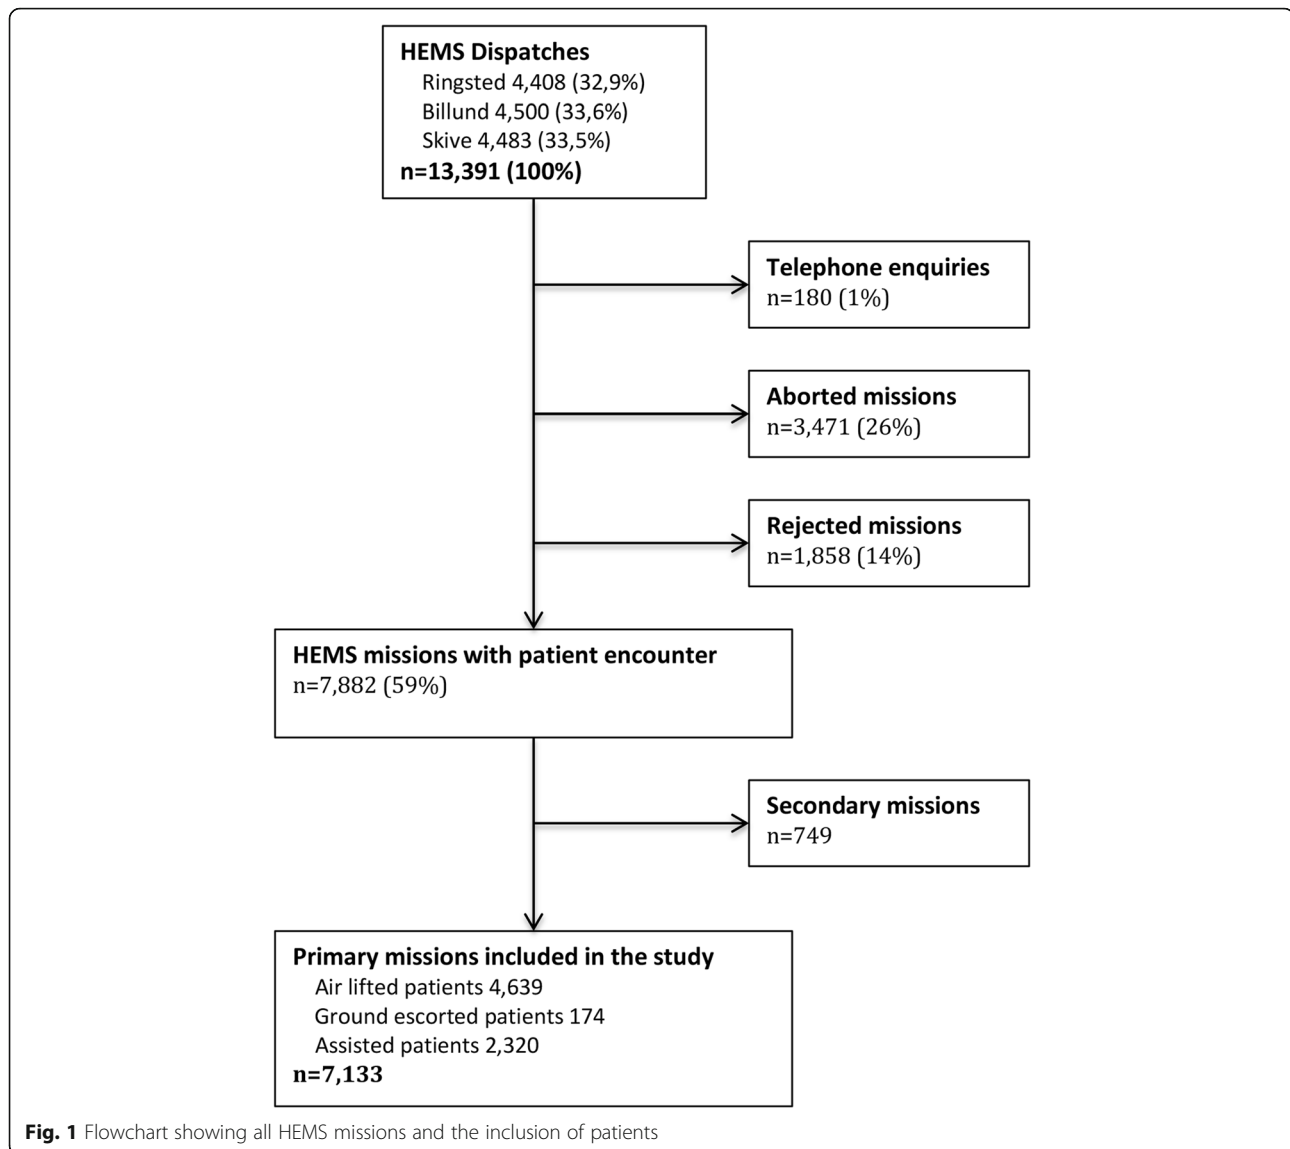 HEMS Dispatches
Ringsted 4,408 (32,9%)
Billund 4,500 (33,6%)
Skive 4,483 (33,5%)
n=13,391 (100%)
Telephone enquiries
n=180 (1%)
Aborted missions
n=3,471 (26%)
Rejected missions
n=1,858 (14%)
HEMS missions with patient encounter
n=7,882 (59%)
Secondary missions
n=749
Primary missions included in the study
Air lifted patients 4,639
Ground escorted patients 174
Assisted patients 2,320
n=7,133
Fig. 1 Flowchart showing all HEMS missions and the inclusion of patients